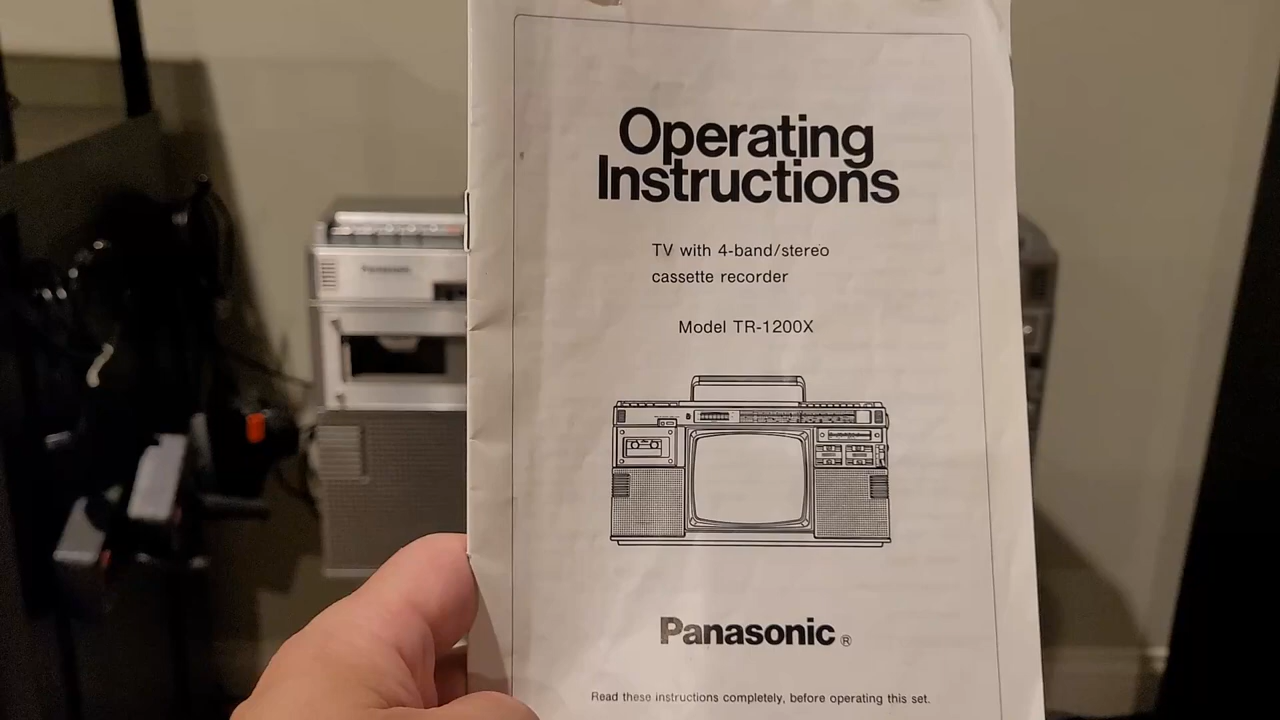 Operating
Instructions
TV with 4-band/stereo
cassette recorder
Model TR-1200X
Panasonic®
Read these instructions completely, before operating this set.
Panasonic